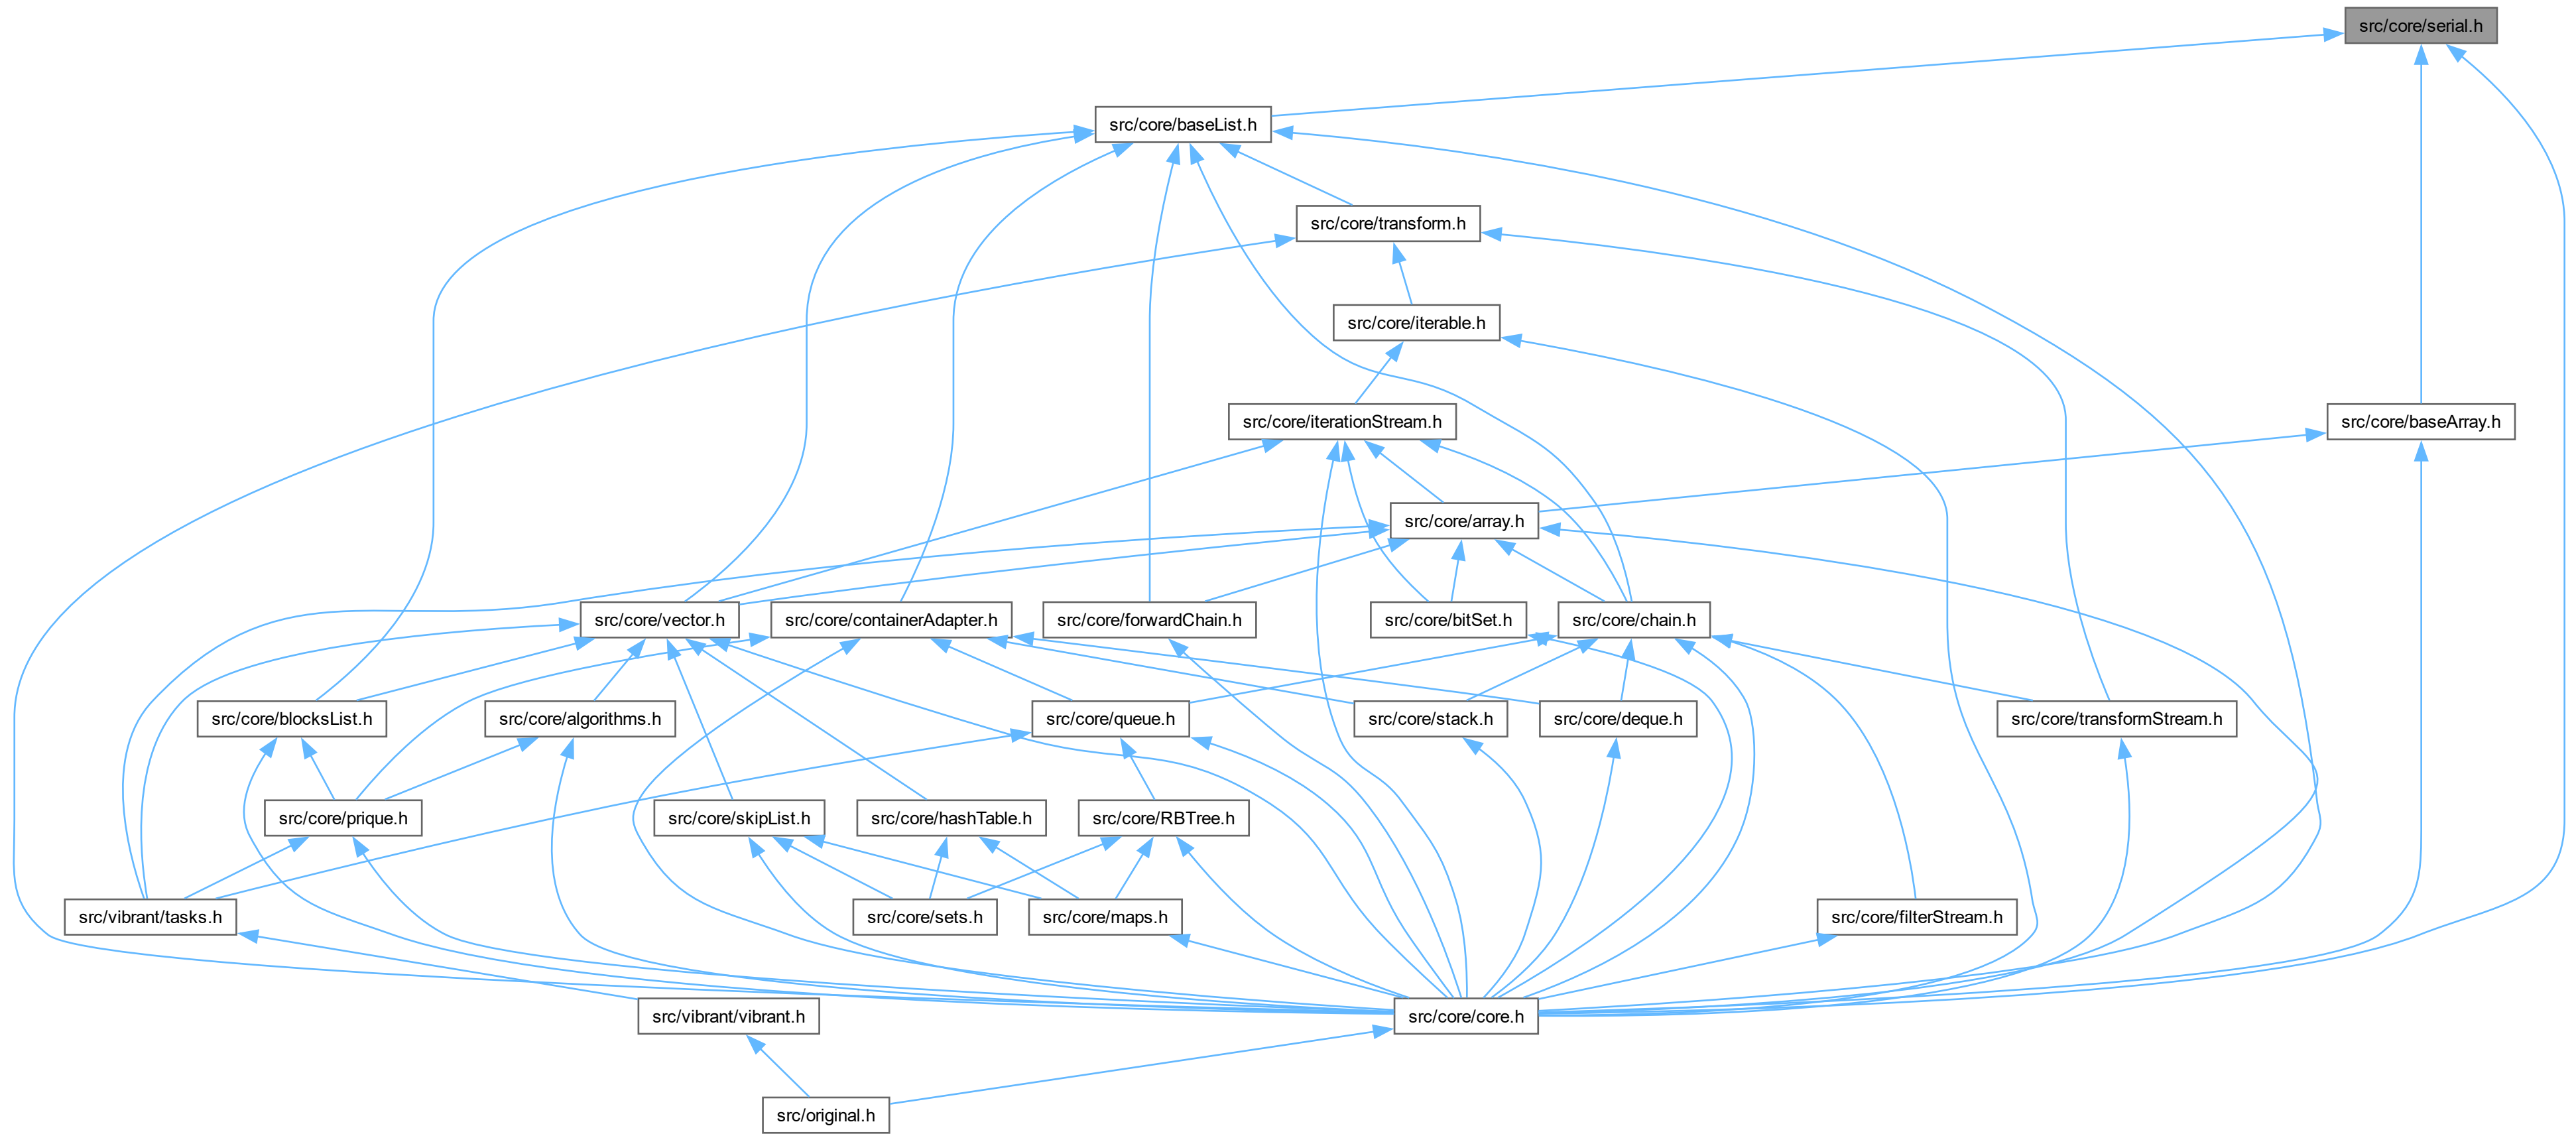 src/core/serial.h
src/core/baseList.h
src/core/transform.h
src/core/iterable.h
src/core/iterationStream.h
src/core/baseArray.h
src/core/array.h
src/core/vector.h
src/core/containerAdapter.h
src/core/forwardChain.h
src/core/bitSet.h
src/core/chain.h
src/core/blocksList.h
src/core/algorithms.h
src/core/queue.h
src/core/stack.h
src/core/deque.h
src/core/transformStream.h
src/core/prique.h
src/core/skipList.h
src/core/hashTable.h
src/core/RBTree.h
src/vibrant/tasks.h
src/core/sets.h
src/core/maps.h
src/core/filterStream.h
src/vibrant/vibrant.h
src/core/core.h
src/original.h